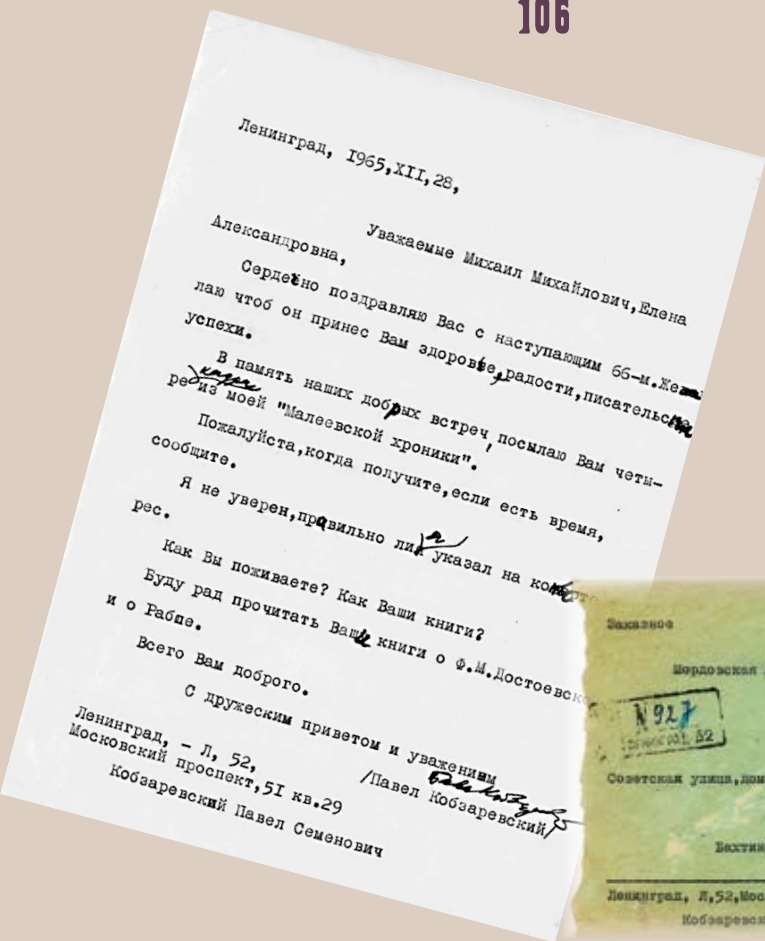 106
Ленинград, 1965,XII,28,
Уважаемые Михаил Михайлович,Елена
Александровна,
Сердечно поздравляю Вас с наступающим 66-м.Же
лаю чтоб он принес Вам здоровье,радости,писательс
успехи.
В память наших добрых встреч,посылаю Вам четы-
ре из моей "Малеевской хроники".
Пожалуйста,когда получите,если есть время,
сообщите.
Я не уверен,правильно ли я указал на
рес.
Как Вы поживаете? Как Ваши книги?
Буду рад прочитать Ваши книги о Ф.М.Достоевск
и о Рабле.
Всего Вам доброго.
С дружеским приветом и уважением
/Павел Кобзаревский/
Ленинград, – Л, 52,
Московский проспект,51 кв.29
Кобзаревский Павел Семенович
Заказное
Мордовская
N 927
52
Советская улица,дом
Бахтин
Ленинград, Л,52,Мос
Кобзаревск